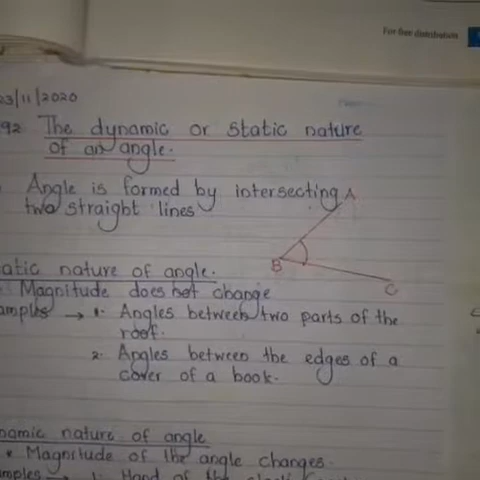 For free distribution
23/11/2020
92 The dynamic or static nature
of an angle.
Angle is formed by intersecting
two straight lines
A
B
C
atic nature of angle.
Magnitude does not change
amples → 1. Angles between two parts of the
roof.
2. Angles between the edges of a
cover of a book.
namic nature of angle
* Magnitude of the angle changes.
amples → 1. Hand of the